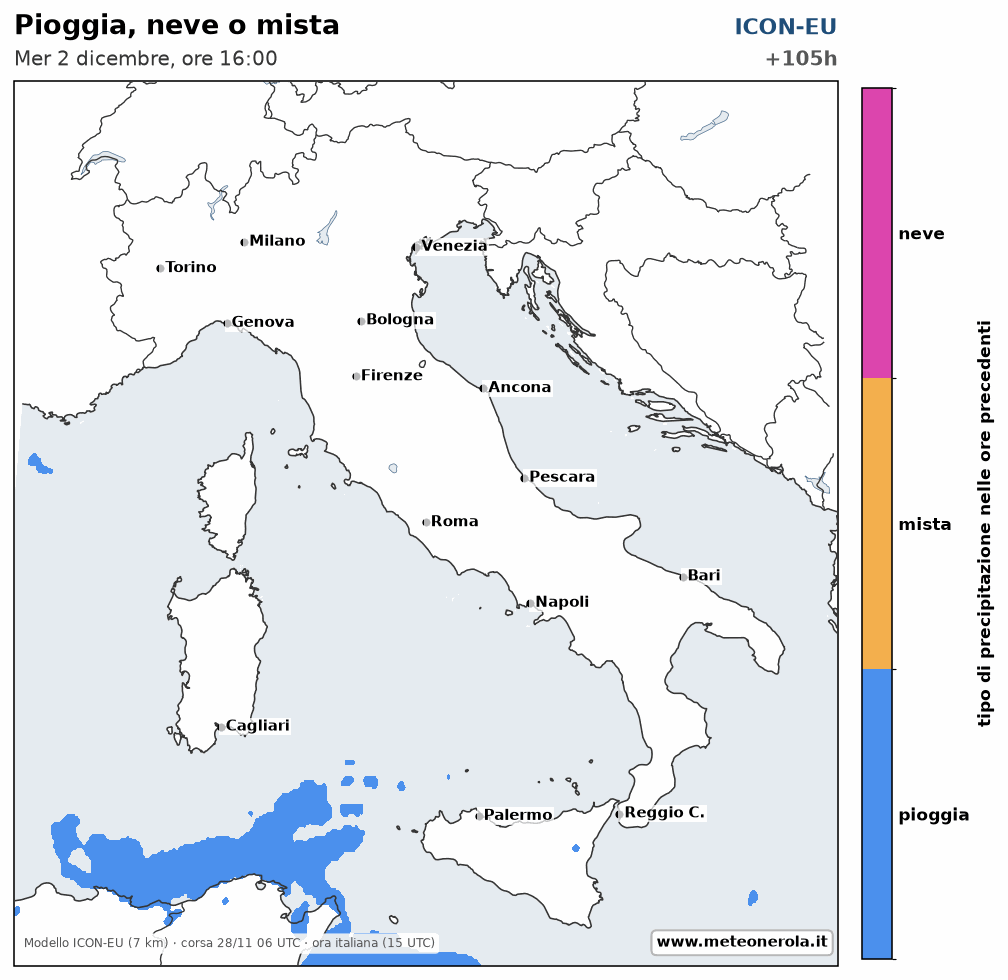 Pioggia, neve o mista
ICON-EU
Mer 2 dicembre, ore 16:00
+105h
neve
mista
pioggia
tipo di precipitazione nelle ore precedenti
Milano
Venezia
Torino
Genova
Bologna
Firenze
Ancona
Pescara
Roma
Bari
Napoli
Cagliari
Palermo
Reggio C.
Modello ICON-EU (7 km) · corsa 28/11 06 UTC · ora italiana (15 UTC)
www.meteonerola.it